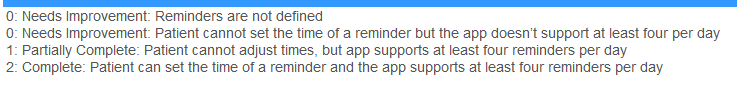 0: Needs Improvement: Reminders are not defined
0: Needs Improvement: Patient cannot set the time of a reminder but the app doesn’t support at least four per day
1: Partially Complete: Patient cannot adjust times, but app supports at least four reminders per day
2: Complete: Patient can set the time of a reminder and the app supports at least four reminders per day